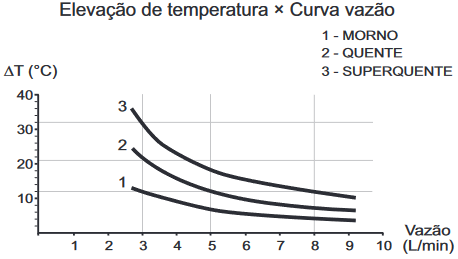 Elevação de temperatura × Curva vazão
1 - MORNO
2 - QUENTE
3 - SUPERQUENTE
ΔT (°C)
40
30
20
10
3
2
1
1 2 3 4 5 6 7 8 9 10
Vazão
(L/min)